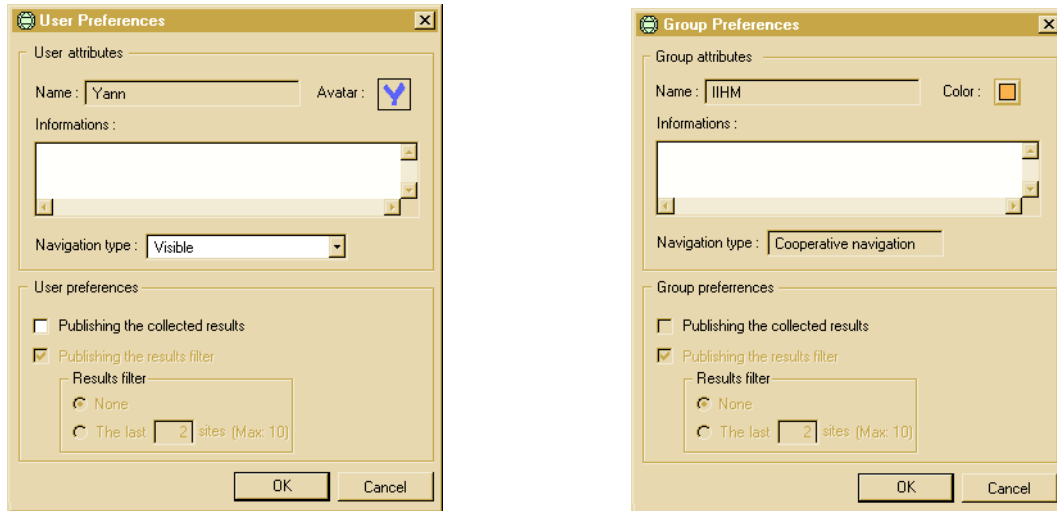 User Preferences
User attributes
Name : Yann Avatar :
Informations :
Navigation type : Visible
User preferences
Publishing the collected results
Publishing the results filter
Results filter
None
The last 2 sites (Max: 10)
OK Cancel
Group Preferences
Group attributes
Name : IIHM Color :
Informations :
Navigation type : Cooperative navigation
Group preferrences
Publishing the collected results
Publishing the results filter
Results filter
None
The last 2 sites (Max: 10)
OK Cancel